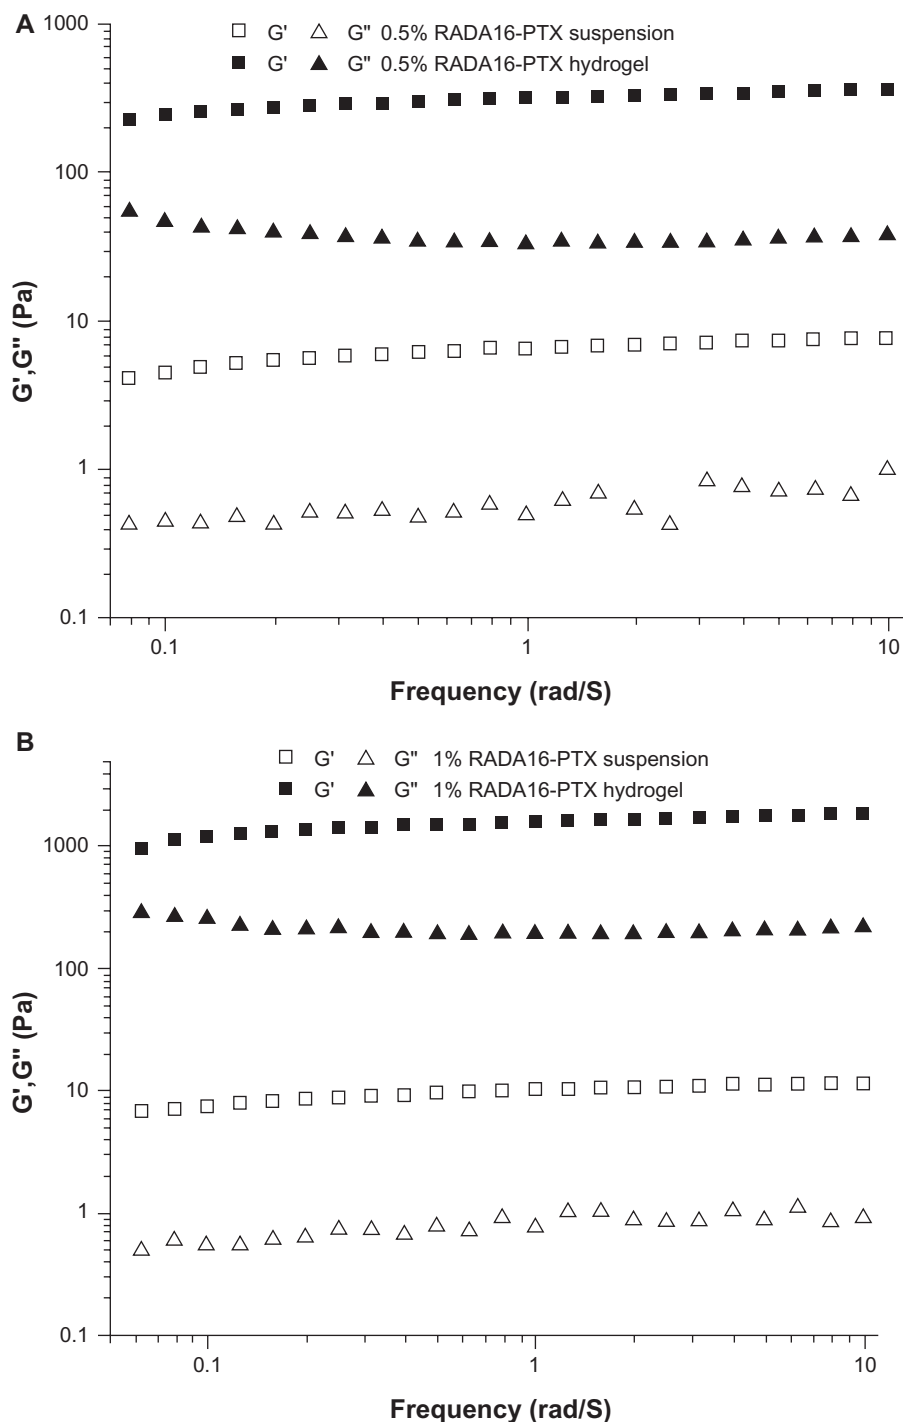 A
G' G" 0.5% RADA16-PTX suspension
G' G" 0.5% RADA16-PTX hydrogel
1000
100
10
1
0.1
G',G" (Pa)
0.1 1 10
Frequency (rad/S)
B
G' G" 1% RADA16-PTX suspension
G' G" 1% RADA16-PTX hydrogel
1000
100
10
1
0.1
G',G" (Pa)
0.1 1 10
Frequency (rad/S)